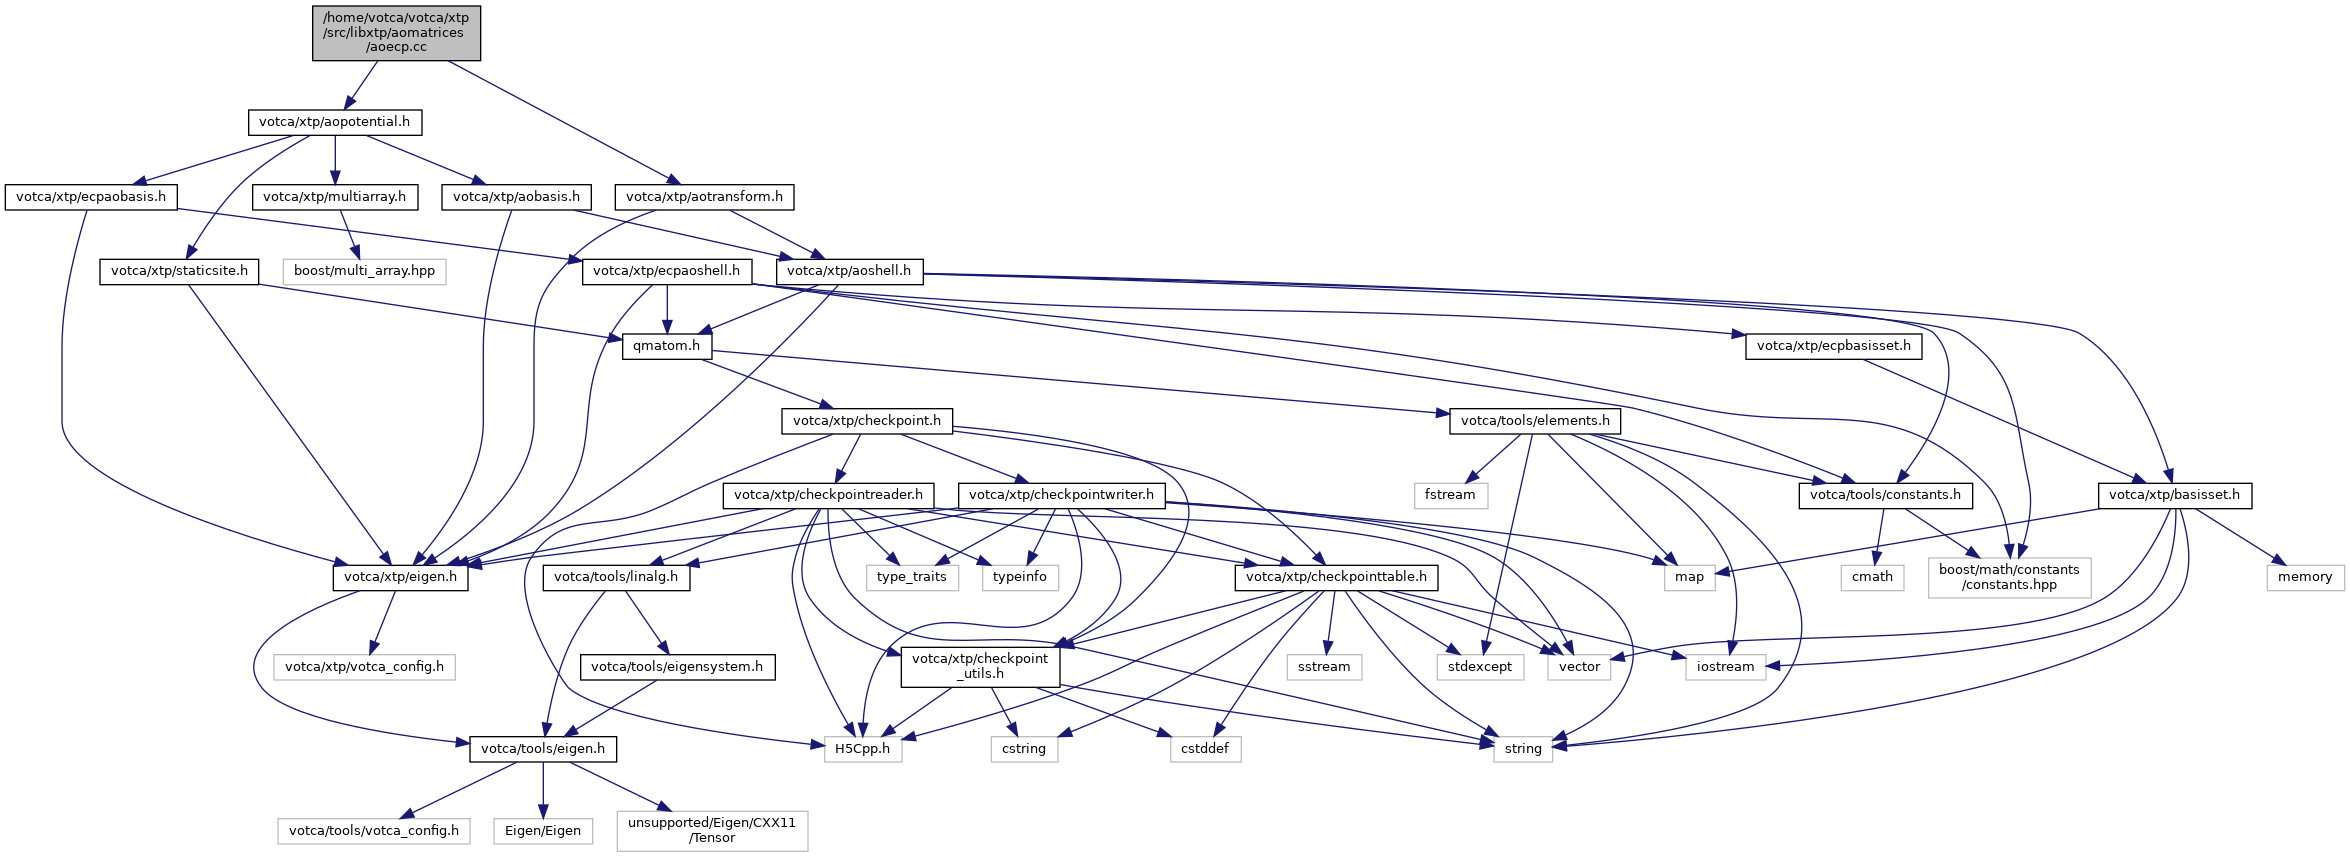 /home/votca/votca/xtp
/src/libxtp/aomatrices
/aoecp.cc
votca/xtp/aopotential.h
votca/xtp/ecpaobasis.h
votca/xtp/multiarray.h
votca/xtp/aobasis.h
votca/xtp/aotransform.h
votca/xtp/staticsite.h
boost/multi_array.hpp
votca/xtp/ecpaoshell.h
votca/xtp/aoshell.h
qmatom.h
votca/xtp/ecpbasisset.h
votca/xtp/checkpoint.h
votca/tools/elements.h
votca/xtp/checkpointreader.h
votca/xtp/checkpointwriter.h
fstream
votca/tools/constants.h
votca/xtp/basisset.h
votca/xtp/eigen.h
votca/tools/linalg.h
type_traits
typeinfo
votca/xtp/checkpointtable.h
map
cmath
boost/math/constants
/constants.hpp
memory
votca/xtp/votca_config.h
votca/tools/eigensystem.h
votca/xtp/checkpoint
_utils.h
sstream
stdexcept
vector
iostream
votca/tools/eigen.h
H5Cpp.h
cstring
cstddef
string
votca/tools/votca_config.h
Eigen/Eigen
unsupported/Eigen/CXX11
/Tensor